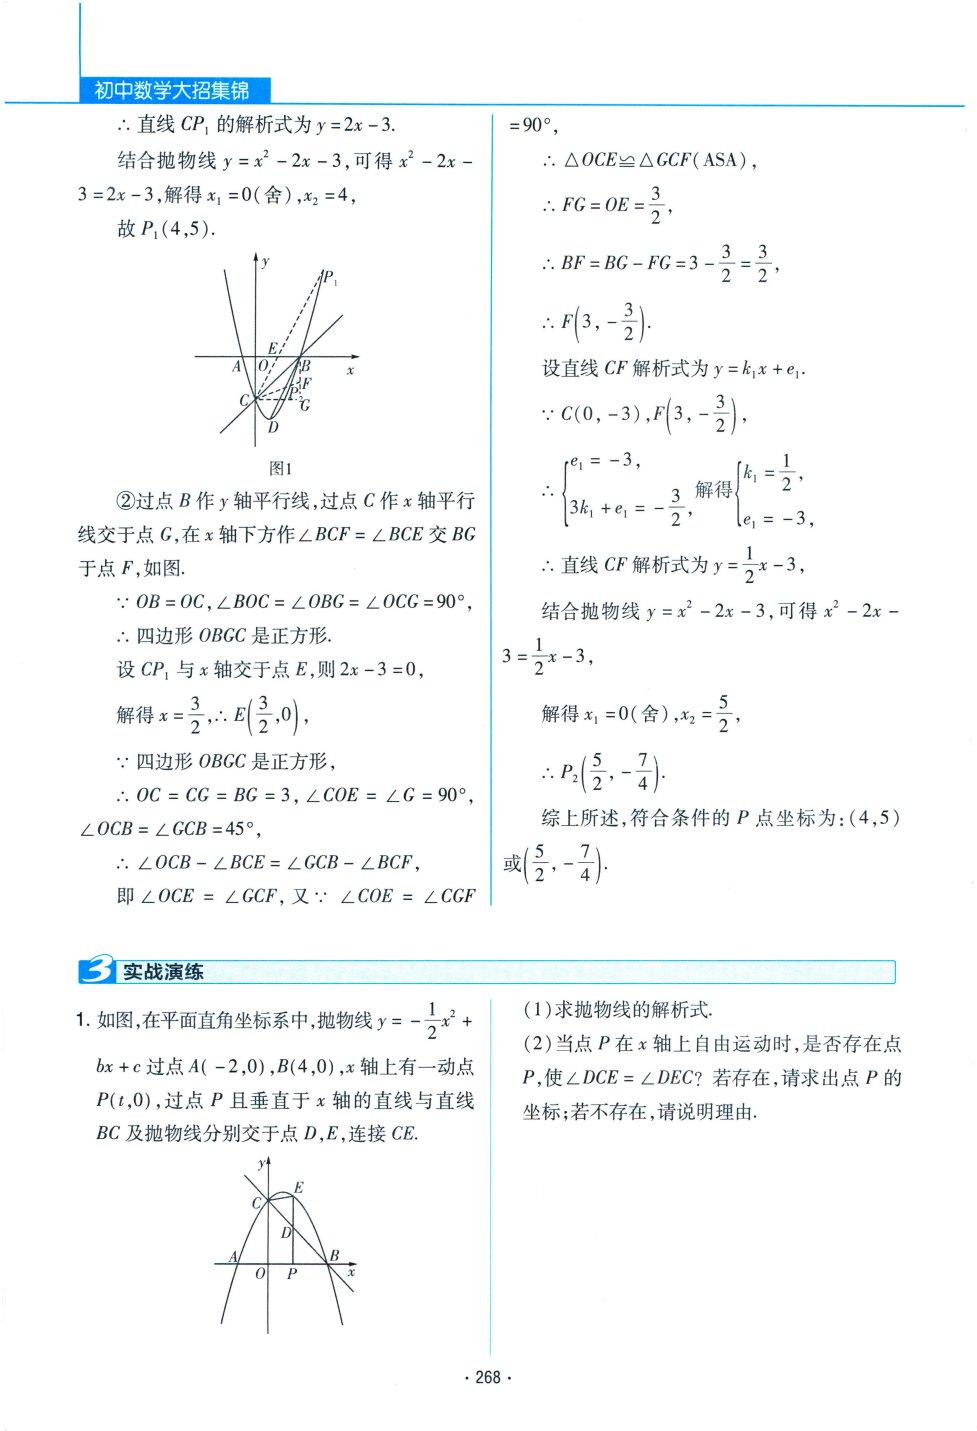 初中数学大招集锦
∴ 直线 CP₁ 的解析式为 y = 2x - 3.
结合抛物线 y = x² - 2x - 3,可得 x² - 2x -
3 = 2x - 3,解得 x₁ = 0(舍),x₂ = 4,
故 P₁(4,5).
y
P₁
E
A O B x
F
C P₂ G
D
图1
②过点 B 作 y 轴平行线,过点 C 作 x 轴平行
线交于点 G,在 x 轴下方作∠BCF = ∠BCE 交 BG
于点 F,如图.
∵ OB = OC,∠BOC = ∠OBG = ∠OCG = 90°,
∴ 四边形 OBGC 是正方形.
设 CP₁ 与 x 轴交于点 E,则 2x - 3 = 0,
解得 x = 3/2,∴ E(3/2,0),
∵ 四边形 OBGC 是正方形,
∴ OC = CG = BG = 3,∠COE = ∠G = 90°,
∠OCB = ∠GCB = 45°,
∴ ∠OCB - ∠BCE = ∠GCB - ∠BCF,
即 ∠OCE = ∠GCF, 又∵ ∠COE = ∠CGF
= 90°,
∴ △OCE≌△GCF(ASA),
∴ FG = OE = 3/2,
∴ BF = BG - FG = 3 - 3/2 = 3/2,
∴ F(3, -3/2).
设直线 CF 解析式为 y = k₁x + e₁.
∵ C(0, -3),F(3, -3/2),
∴ {e₁ = -3, 3k₁ + e₁ = -3/2, 解得{k₁ = 1/2, e₁ = -3,
∴ 直线 CF 解析式为 y = 1/2x - 3,
结合抛物线 y = x² - 2x - 3,可得 x² - 2x -
3 = 1/2x - 3,
解得 x₁ = 0(舍),x₂ = 5/2,
∴ P₂(5/2, -7/4).
综上所述,符合条件的 P 点坐标为:(4,5)
或(5/2, -7/4).
3 实战演练
1. 如图,在平面直角坐标系中,抛物线 y = -1/2x² +
bx + c 过点 A( -2,0),B(4,0),x 轴上有一动点
P(t,0),过点 P 且垂直于 x 轴的直线与直线
BC 及抛物线分别交于点 D,E,连接 CE.
y
C E
D
A B
O P x
(1)求抛物线的解析式.
(2)当点 P 在 x 轴上自由运动时,是否存在点
P,使∠DCE = ∠DEC? 若存在,请求出点 P 的
坐标;若不存在,请说明理由.
· 268 ·